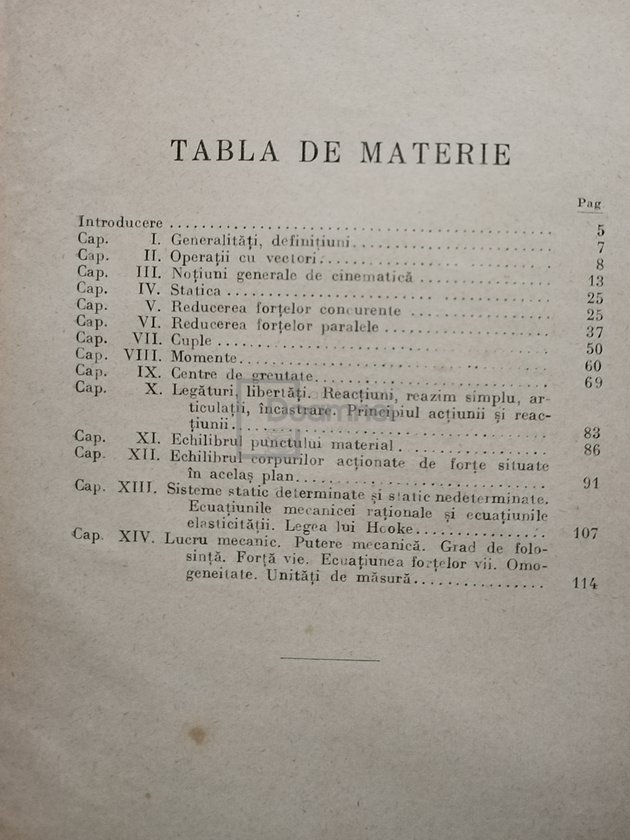 TABLA DE MATERIE
Pag
Introducere 5
Cap. I. Generalități, definițiuni 7
Cap. II. Operații cu vectori 8
Cap. III. Noțiuni generale de cinematică 13
Cap. IV. Statica 25
Cap. V. Reducerea forțelor concurente 25
Cap. VI. Reducerea forțelor paralele 37
Cap. VII. Cuple 50
Cap. VIII. Momente 60
Cap. IX. Centre de greutate 69
Cap. X. Legături, libertăți. Reacțiuni, reazim simplu, ar-
ticulații, încastrare. Principiul acțiunii și reac-
țiunii 83
Cap. XI. Echilibrul punctului material 86
Cap. XII. Echilibrul corpurilor acționate de forțe situate
în acelaș plan 91
Cap. XIII. Sisteme static determinate și static nedeterminate.
Ecuațiunile mecanicei raționale și ecuațiunile
elasticității. Legea lui Hooke 107
Cap. XIV. Lucru mecanic. Putere mecanică. Grad de folo-
sință. Forță vie. Ecuațiunea forțelor vii. Omo-
geneitate. Unități de măsură 114